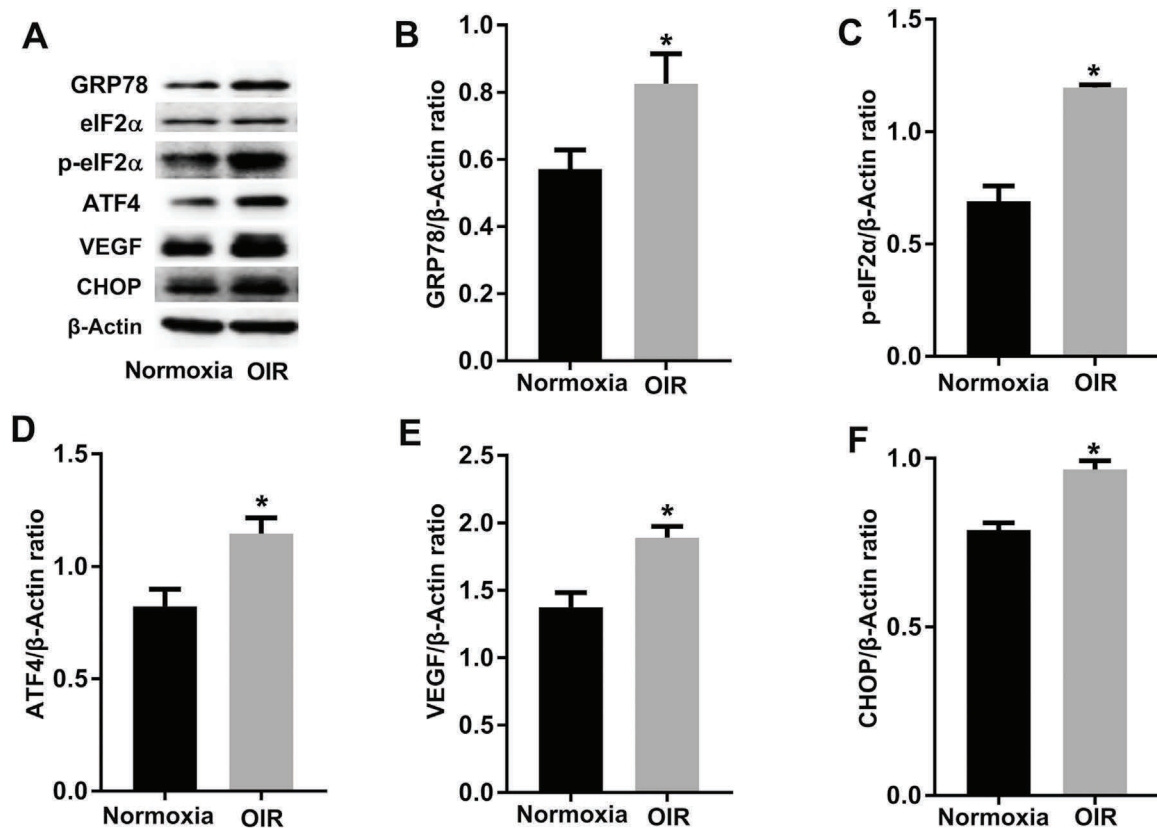 A
GRP78
eIF2α
p-eIF2α
ATF4
VEGF
CHOP
β-Actin
Normoxia OIR
B
GRP78/β-Actin ratio
1.0
0.8
0.6
0.4
0.2
0.0
*
Normoxia OIR
C
p-eIF2α/β-Actin ratio
1.5
1.0
0.5
0.0
*
Normoxia OIR
D
ATF4/β-Actin ratio
1.5
1.0
0.5
0.0
*
Normoxia OIR
E
VEGF/β-Actin ratio
2.5
2.0
1.5
1.0
0.5
0.0
*
Normoxia OIR
F
CHOP/β-Actin ratio
1.0
0.5
0.0
*
Normoxia OIR